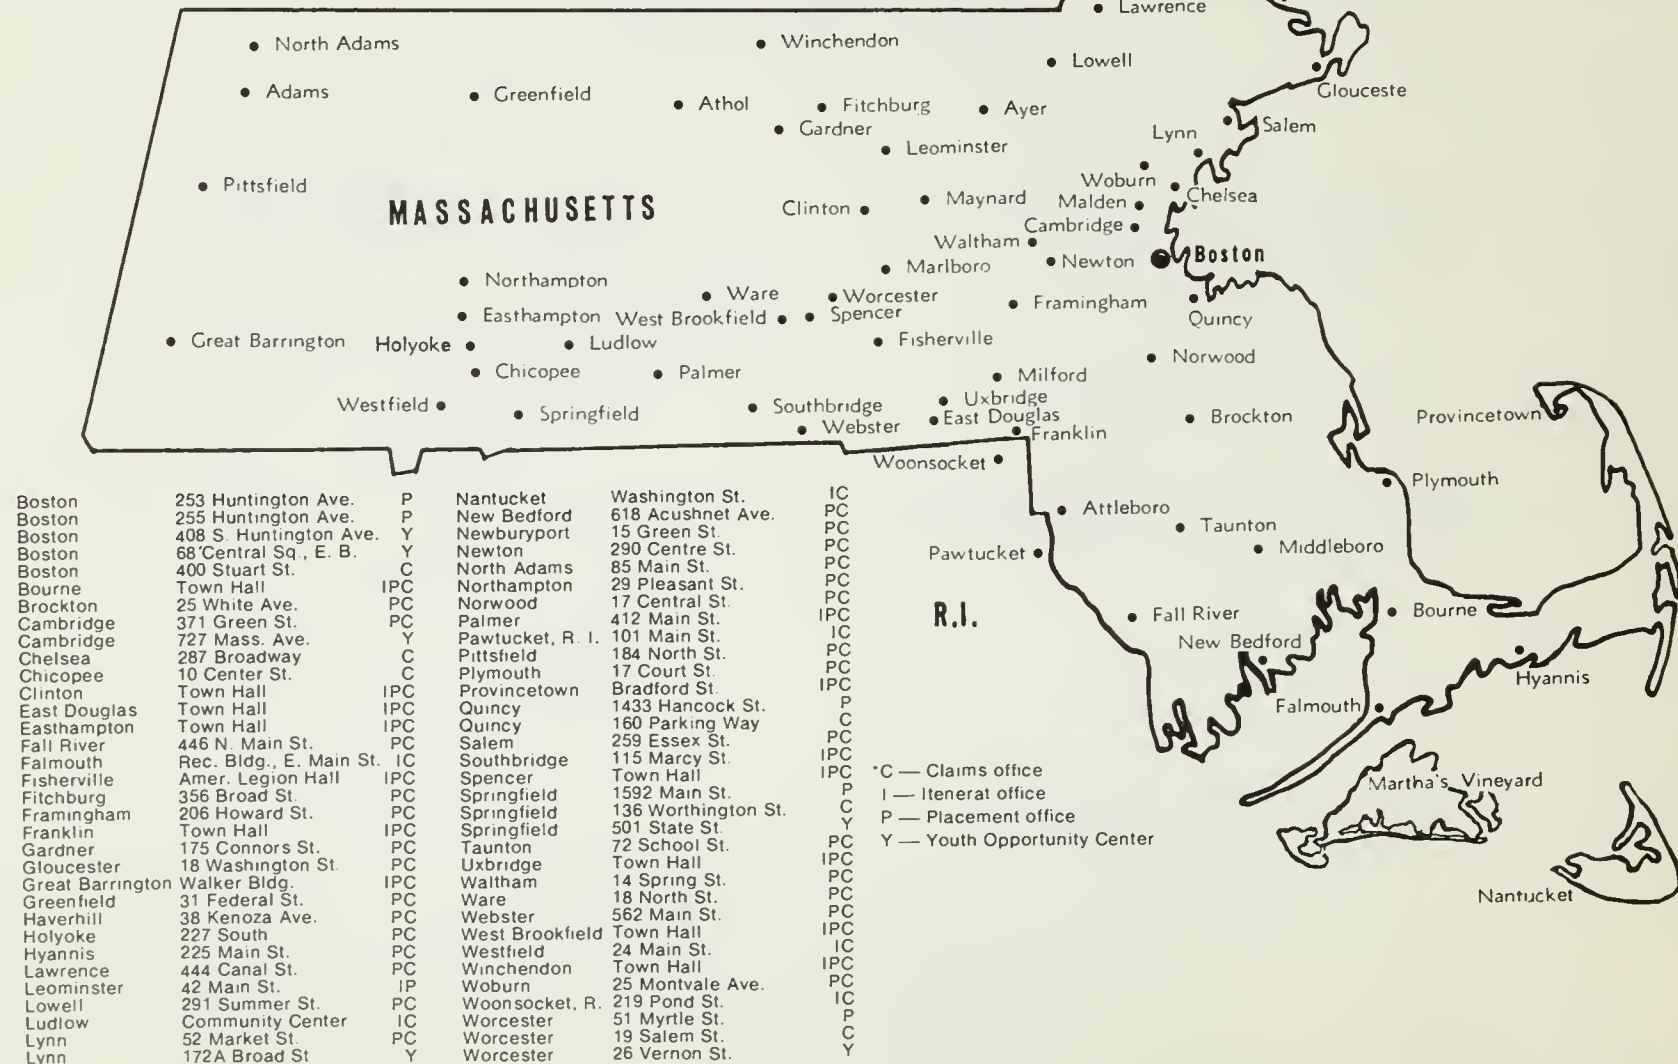 Lawrence
North Adams
Winchendon
Lowell
Adams
Greenfield
Athol
Fitchburg
Ayer
Glouceste
Gardner
Lynn
Salem
Leominster
Pittsfield
Woburn
MASSACHUSETTS
Clinton
Maynard
Malden
Chelsea
Cambridge
Waltham
Marlboro
Newton
Boston
Northampton
Ware
Worcester
Framingham
Easthampton
West Brookfield
Spencer
Quincy
Great Barrington
Holyoke
Ludlow
Fisherville
Norwood
Chicopee
Palmer
Milford
Westfield
Springfield
Southbridge
Uxbridge
East Douglas
Brockton
Provincetown
Webster
Franklin
Woonsocket
Plymouth
Attleboro
Taunton
Pawtucket
Middleboro
R.I.
Fall River
Bourne
New Bedford
Hyannis
Falmouth
Martha's Vineyard
Nantucket
Boston 253 Huntington Ave. P
Boston 255 Huntington Ave. P
Boston 408 S. Huntington Ave. Y
Boston 68 Central Sq., E. B. Y
Boston 400 Stuart St. C
Bourne Town Hall IPC
Brockton 25 White Ave. PC
Cambridge 371 Green St. PC
Cambridge 727 Mass. Ave. Y
Chelsea 287 Broadway C
Chicopee 10 Center St. C
Clinton Town Hall IPC
East Douglas Town Hall IPC
Easthampton Town Hall IPC
Fall River 446 N. Main St. PC
Falmouth Rec. Bldg., E. Main St. IC
Fisherville Amer. Legion Hall IPC
Fitchburg 356 Broad St. PC
Framingham 206 Howard St. PC
Franklin Town Hall IPC
Gardner 175 Connors St. PC
Gloucester 18 Washington St. PC
Great Barrington Walker Bldg. IPC
Greenfield 31 Federal St. PC
Haverhill 38 Kenoza Ave. PC
Holyoke 227 South PC
Hyannis 225 Main St. PC
Lawrence 444 Canal St. PC
Leominster 42 Main St. IP
Lowell 291 Summer St. PC
Ludlow Community Center IC
Lynn 52 Market St. PC
Lynn 172A Broad St Y
Nantucket Washington St. IC
New Bedford 618 Acushnet Ave. PC
Newburyport 15 Green St. PC
Newton 290 Centre St. PC
North Adams 85 Main St. PC
Northampton 29 Pleasant St. PC
Norwood 17 Central St. PC
Palmer 412 Main St. IPC
Pawtucket, R. I. 101 Main St. IC
Pittsfield 184 North St. PC
Plymouth 17 Court St. PC
Provincetown Bradford St. IPC
Quincy 1433 Hancock St. P
Quincy 160 Parking Way C
Salem 259 Essex St. PC
Southbridge 115 Marcy St. IPC
Spencer Town Hall IPC
Springfield 1592 Main St. P
Springfield 136 Worthington St. C
Springfield 501 State St. Y
Taunton 72 School St. PC
Uxbridge Town Hall IPC
Waltham 14 Spring St. PC
Ware 18 North St. PC
Webster 562 Main St. PC
West Brookfield Town Hall IPC
Westfield 24 Main St. IC
Winchendon Town Hall IPC
Woburn 25 Montvale Ave. PC
Woonsocket, R. 219 Pond St. IC
Worcester 51 Myrtle St. P
Worcester 19 Salem St. C
Worcester 26 Vernon St. Y
*C — Claims office
I — Itenerat office
P — Placement office
Y — Youth Opportunity Center